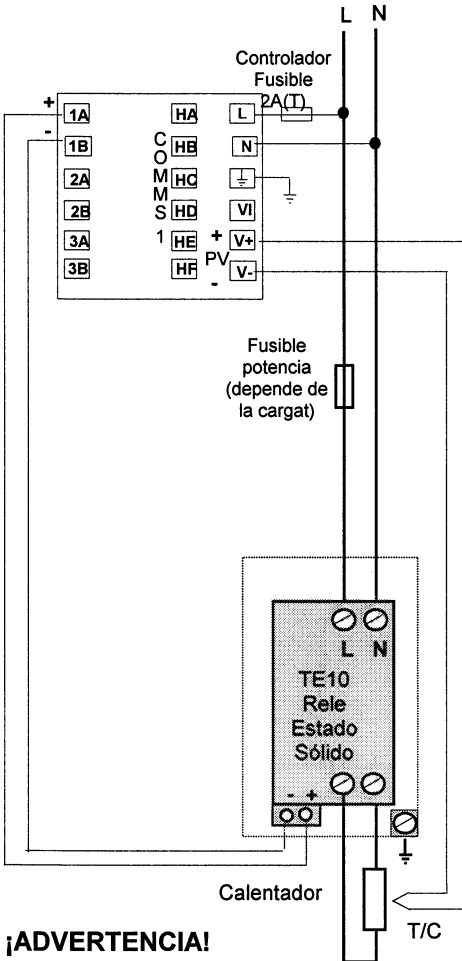 L N
Controlador
Fusible
2A(T)
+
-
1A HA L
1B HB N
2A HC
2B HD VI
3A HE V+
3B HF V-
COMMS
1
+
PV
-
Fusible
potencia
(depende de
la cargat)
L N
TE10
Rele
Estado
Sólido
- +
Calentador
T/C
¡ADVERTENCIA!